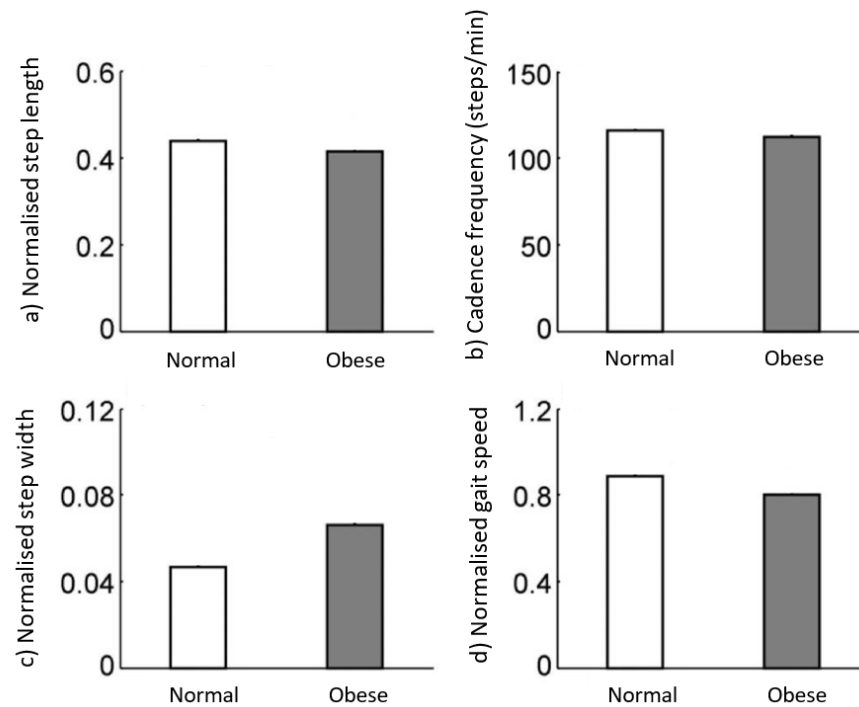 a) Normalised step length
0.6
0.4
0.2
0
Normal Obese
b) Cadence frequency (steps/min)
150
100
50
0
Normal Obese
c) Normalised step width
0.12
0.08
0.04
0
Normal Obese
d) Normalised gait speed
1.2
0.8
0.4
0
Normal Obese